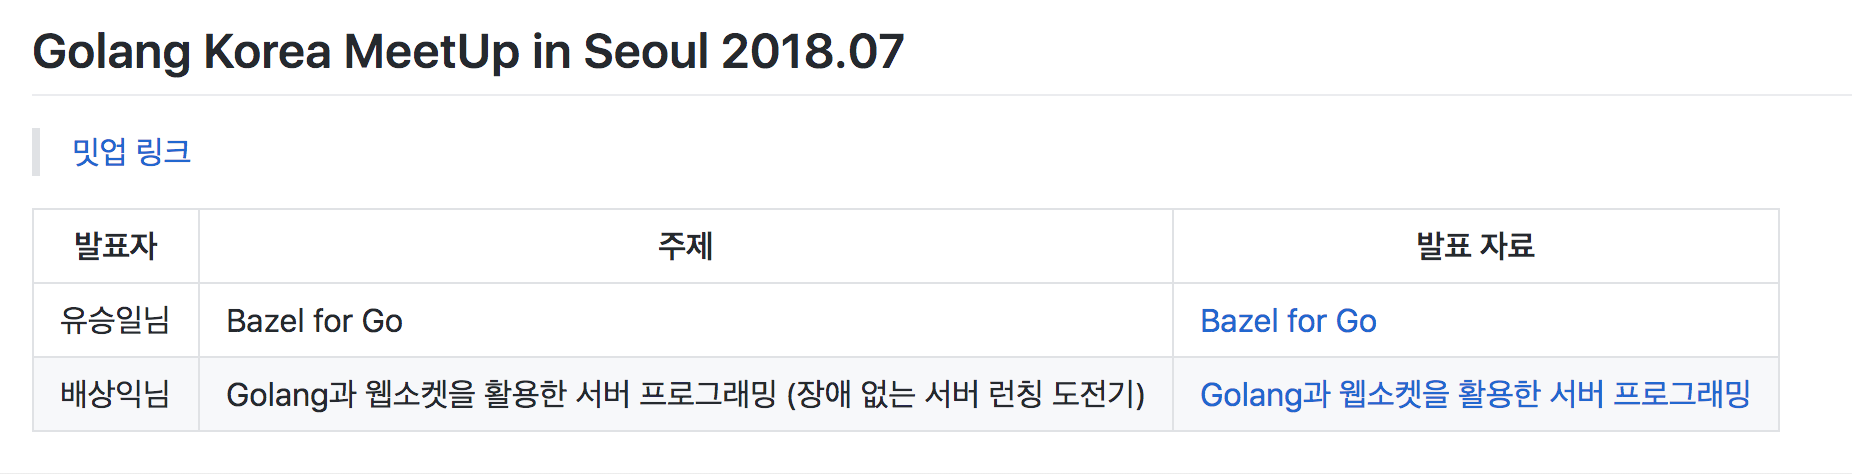 Golang Korea MeetUp in Seoul 2018.07
밋업 링크
발표자 주제 발표 자료
유승일님 Bazel for Go Bazel for Go
배상익님 Golang과 웹소켓을 활용한 서버 프로그래밍 (장애 없는 서버 런칭 도전기) Golang과 웹소켓을 활용한 서버 프로그래밍